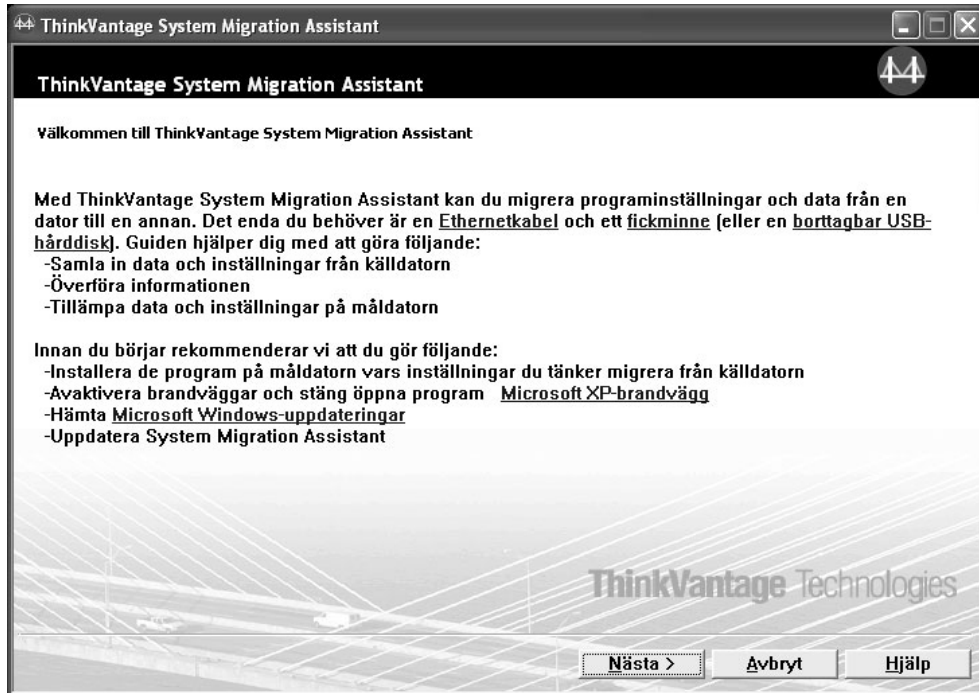 ThinkVantage System Migration Assistant
ThinkVantage System Migration Assistant
Välkommen till ThinkVantage System Migration Assistant
Med ThinkVantage System Migration Assistant kan du migrera programinställningar och data från en
dator till en annan. Det enda du behöver är en Ethernetkabel och ett fickminne (eller en borttagbar USB-
hårddisk). Guiden hjälper dig med att göra följande:
-Samla in data och inställningar från källdatorn
-Överföra informationen
-Tillämpa data och inställningar på måldatorn
Innan du börjar rekommenderar vi att du gör följande:
-Installera de program på måldatorn vars inställningar du tänker migrera från källdatorn
-Avaktivera brandväggar och stäng öppna program Microsoft XP-brandvägg
-Hämta Microsoft Windows-uppdateringar
-Uppdatera System Migration Assistant
ThinkVantage Technologies
Nästa > Avbryt Hjälp